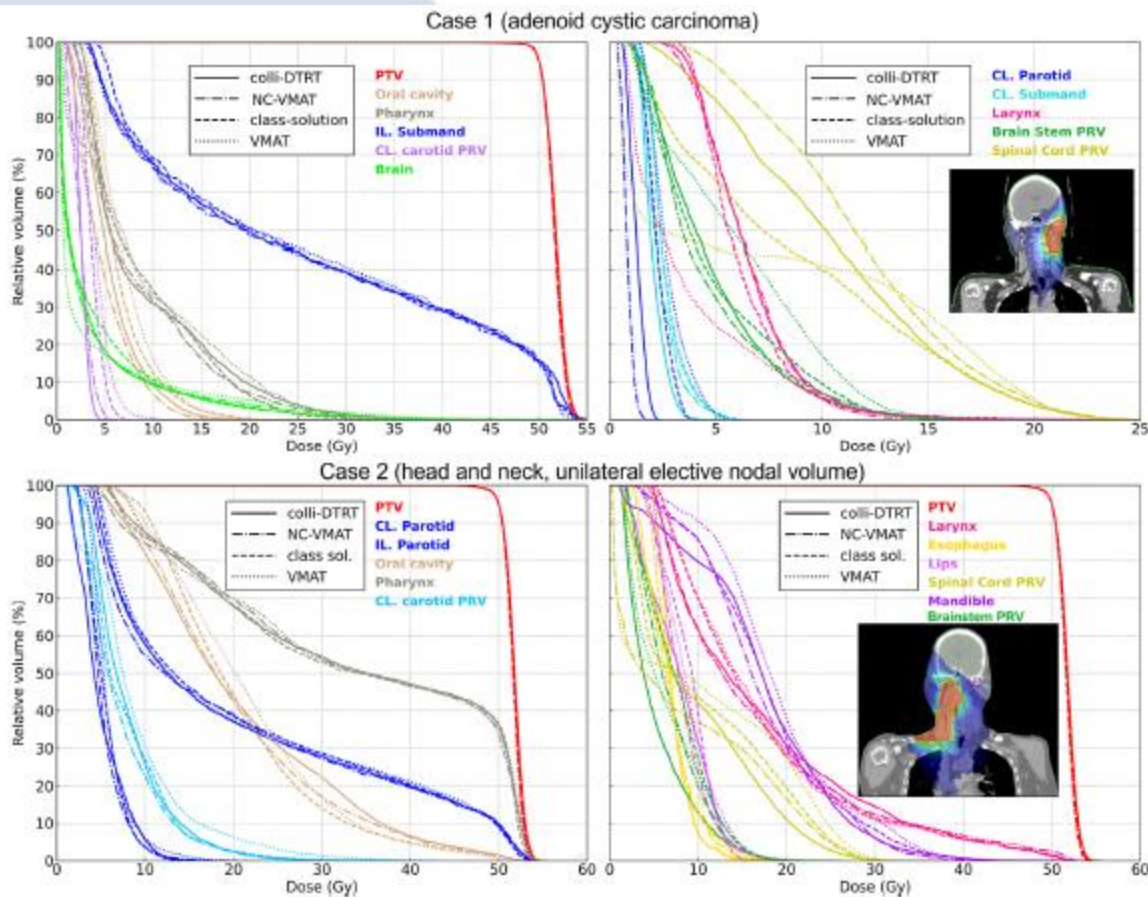 Case 1 (adenoid cystic carcinoma)
Relative volume (%)
100
90
80
70
60
50
40
30
20
10
0
colli-DTRT
NC-VMAT
class-solution
VMAT
PTV
Oral cavity
Pharynx
IL. Submand
CL. carotid PRV
Brain
0 5 10 15 20 25 30 35 40 45 50 55
Dose (Gy)
colli-DTRT
NC-VMAT
class-solution
VMAT
CL. Parotid
CL. Submand
Larynx
Brain Stem PRV
Spinal Cord PRV
0 5 10 15 20 25
Dose (Gy)
Case 2 (head and neck, unilateral elective nodal volume)
Relative volume (%)
100
90
80
70
60
50
40
30
20
10
0
colli-DTRT
NC-VMAT
class sol.
VMAT
PTV
CL. Parotid
IL. Parotid
Oral cavity
Pharynx
CL. carotid PRV
0 10 20 30 40 50 60
Dose (Gy)
colli-DTRT
NC-VMAT
class sol.
VMAT
PTV
Larynx
Esophagus
Lips
Spinal Cord PRV
Mandible
Brainstem PRV
0 10 20 30 40 50 60
Dose (Gy)